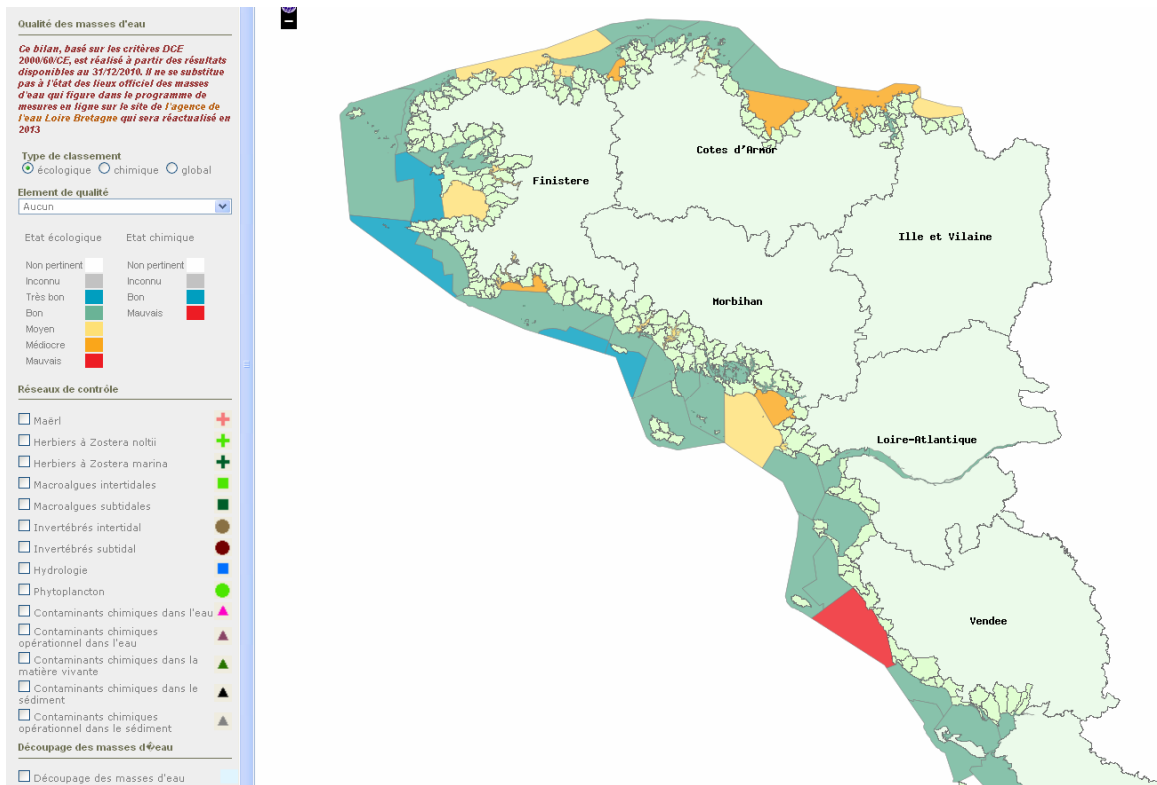 Qualité des masses d'eau
Ce bilan, basé sur les critères DCE
2000/60/CE, est réalisé à partir des résultats
disponibles au 31/12/2010. Il ne se substitue
pas à l'état des lieux officiel des masses
d'eau qui figure dans le programme de
mesures en ligne sur le site de l'agence de
l'eau Loire Bretagne qui sera réactualisé en
2013
Type de classement
écologique chimique global
Element de qualité
Aucun
Etat écologique Etat chimique
Non pertinent Non pertinent
Inconnu Inconnu
Très bon Bon
Bon Mauvais
Moyen
Médiocre
Mauvais
Réseaux de contrôle
Maërl
Herbiers à Zostera noltii
Herbiers à Zostera marina
Macroalgues intertidales
Macroalgues subtidales
Invertébrés intertidal
Invertébrés subtidal
Hydrologie
Phytoplancton
Contaminants chimiques dans l'eau
Contaminants chimiques
opérationnel dans l'eau
Contaminants chimiques dans la
matière vivante
Contaminants chimiques dans le
sédiment
Contaminants chimiques
opérationnel dans le sédiment
Découpage des masses d�eau
Découpage des masses d'eau
Cotes d'Armor
Finistere
Ille et Vilaine
Morbihan
Loire-Atlantique
Vendee